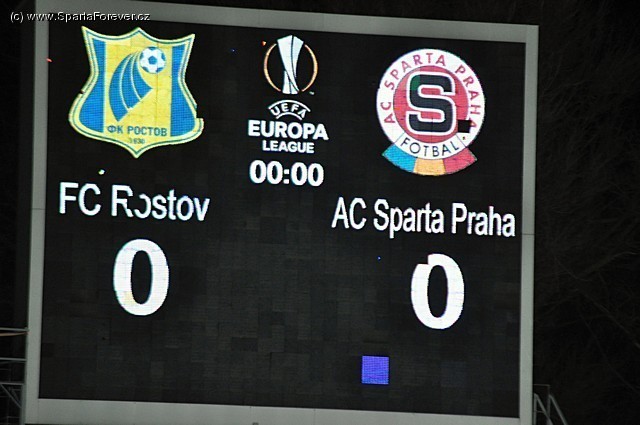 (c) www.SpartaForever.cz
ФК РОСТОВ
1930
UEFA
EUROPA
LEAGUE
00:00
AC SPARTA PRAHA
S
FOTBAL
FC Rostov
AC Sparta Praha
0
0